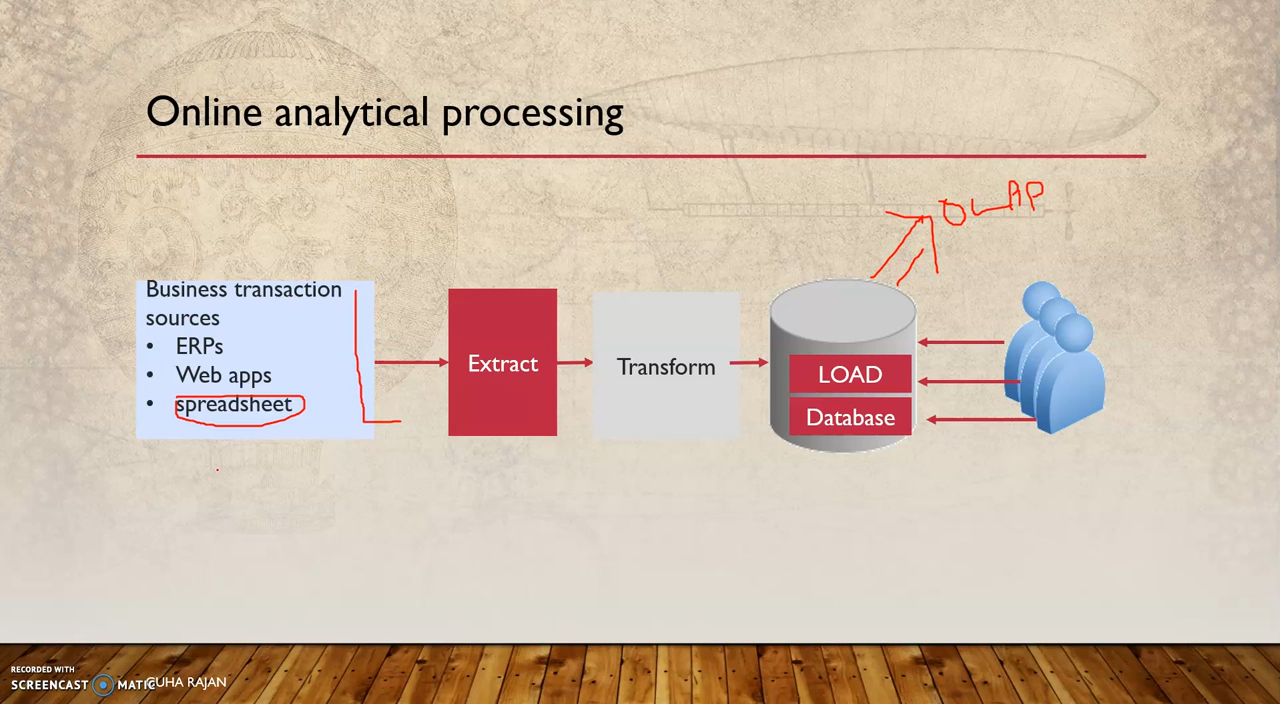 Online analytical processing
OLAP
Business transaction
sources
• ERPs
• Web apps
• spreadsheet
Extract
Transform
LOAD
Database
RECORDED WITH
SCREENCAST MATIC
GUHA RAJAN